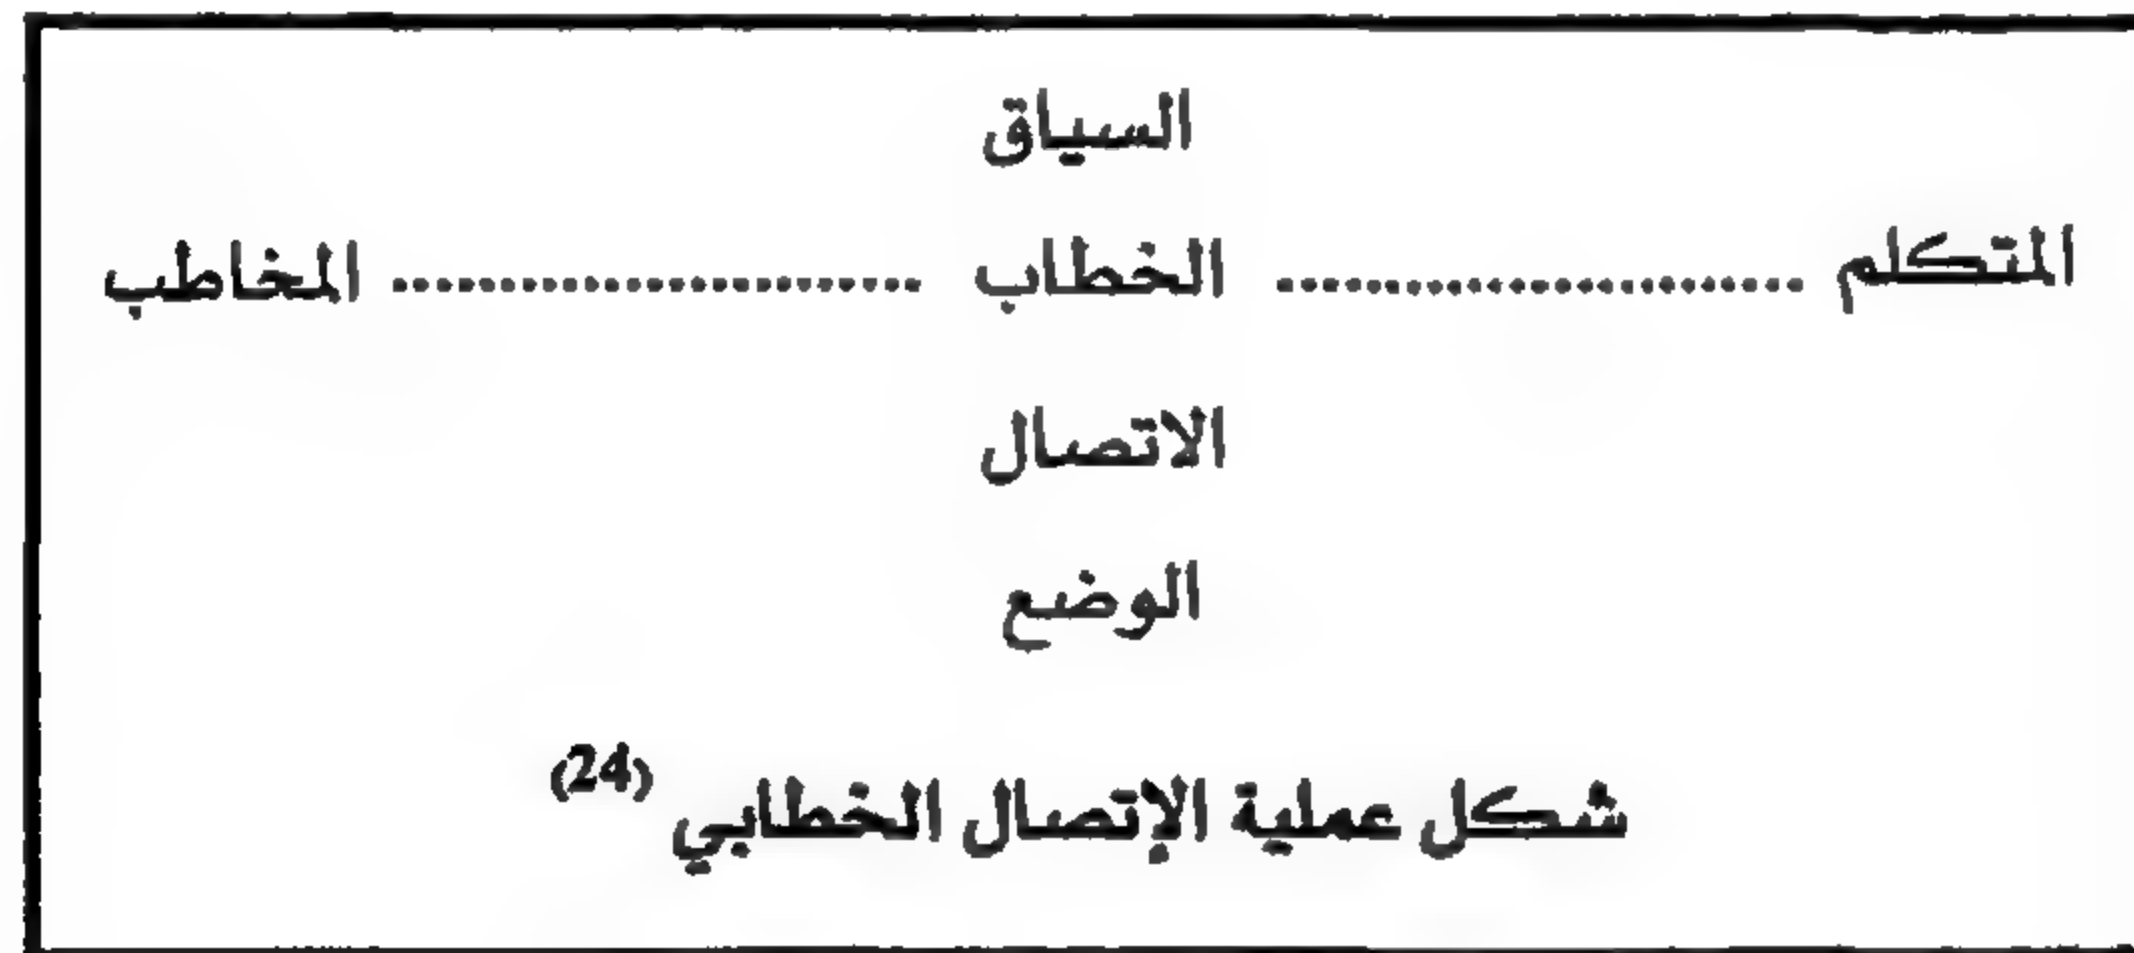 السياق
المتكلم ........................ الخطاب ........................ المخاطب
الاتصال
الوضع
شكل عملية الإتصال الخطابي (24)